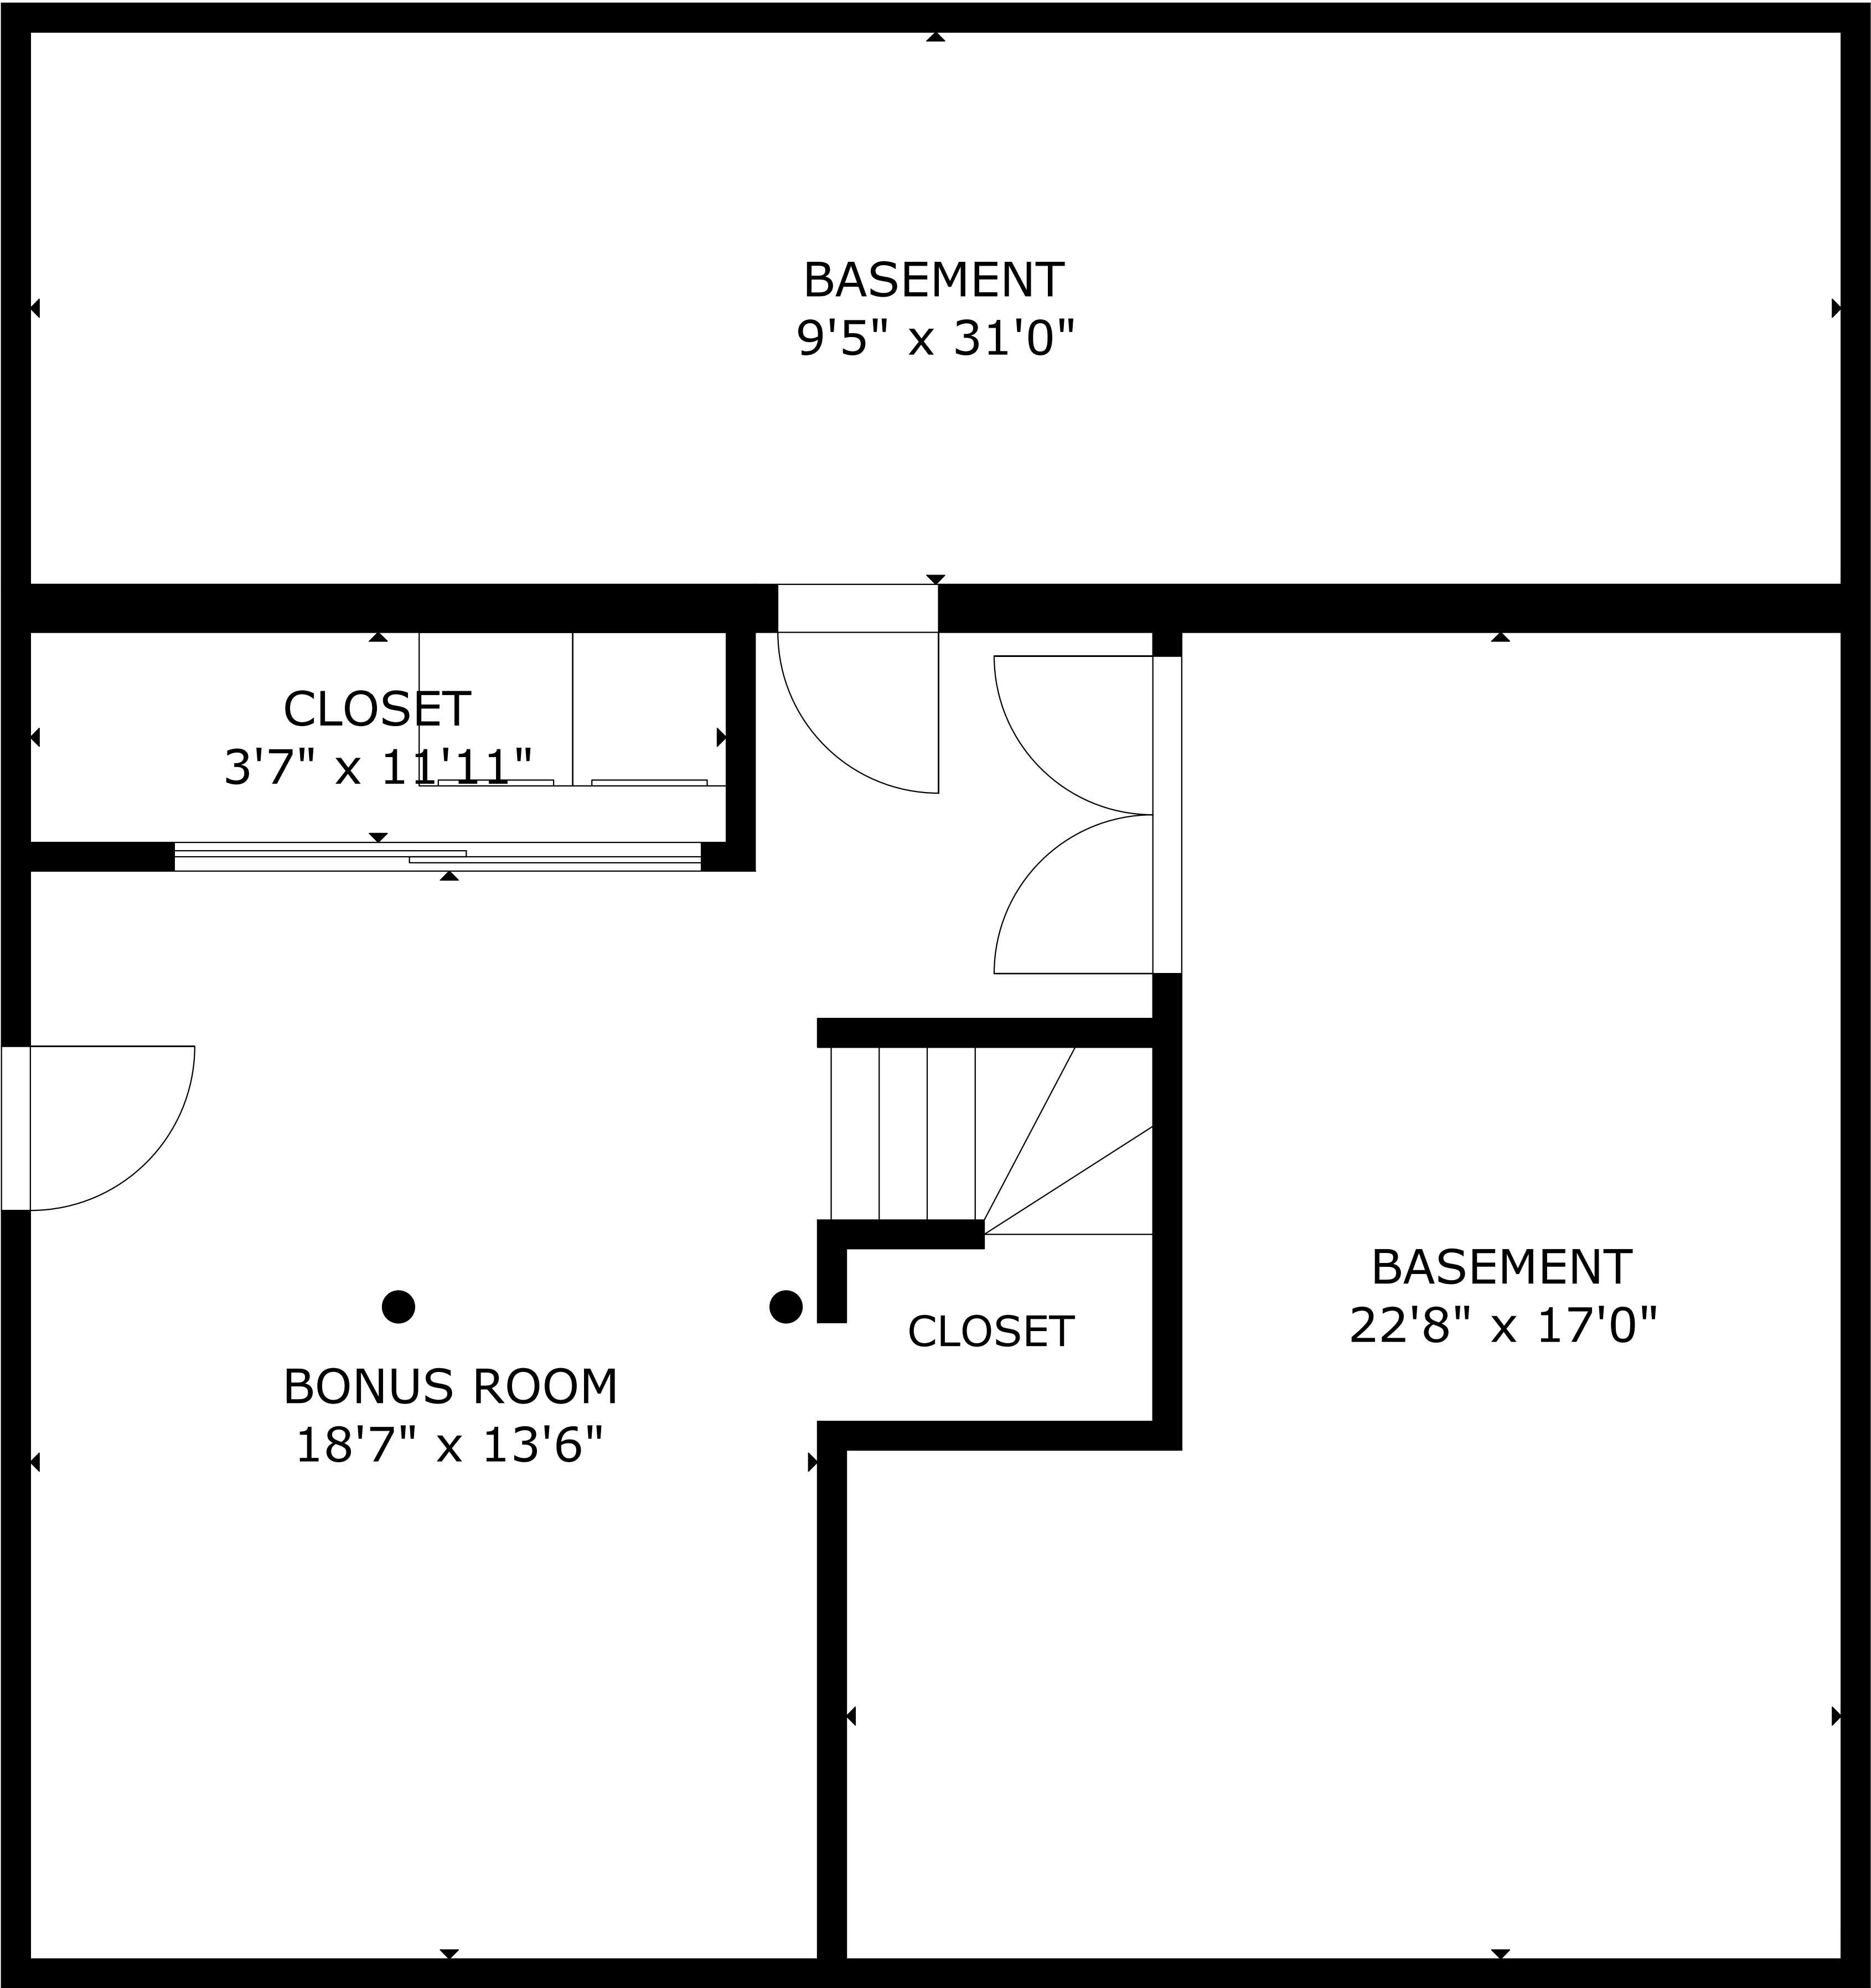 BASEMENT
9'5" x 31'0"
CLOSET
3'7" x 11'11"
BASEMENT
22'8" x 17'0"
CLOSET
BONUS ROOM
18'7" x 13'6"